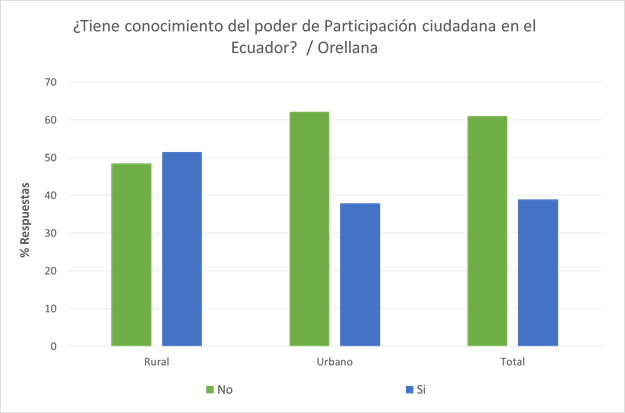 ¿Tiene conocimiento del poder de Participación ciudadana en el
Ecuador? / Orellana
70
60
50
40
30
20
10
0
% Respuestas
Rural
Urbano
Total
No
Si